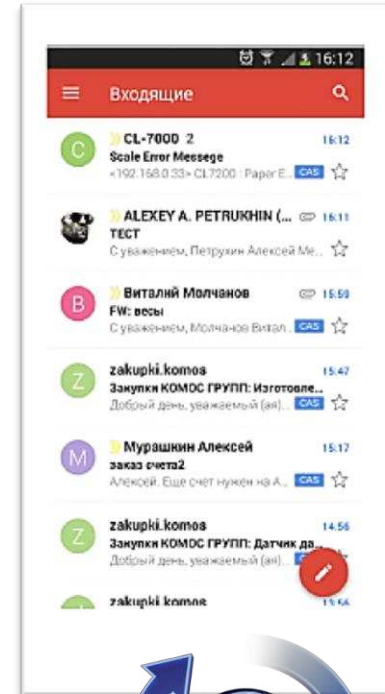 16:12
Входящие
C CL-7000 2 16:12
Scale Error Messege
<192.168.0.33> CL7200 : Paper E.. CAS
ALEXEY A. PETRUKHIN (... 16:11
ТЕСТ
С уважением, Петрухин Алексей Ме..
В Виталий Молчанов 15:59
FW: весы
С уважением, Молчанов Витал.. CAS
Z zakupki.komos 15:47
Закупки КОМОС ГРУПП: Изготовле...
Добрый день, уважаемый (ая).. CAS
М Мурашкин Алексей 15:17
заказ счета2
Алексей. Еще счет нужен на А.. CAS
Z zakupki.komos 14:56
Закупки КОМОС ГРУПП: Датчик да...
Добрый день, уважаемый (ая).. CAS
zakupki.komos